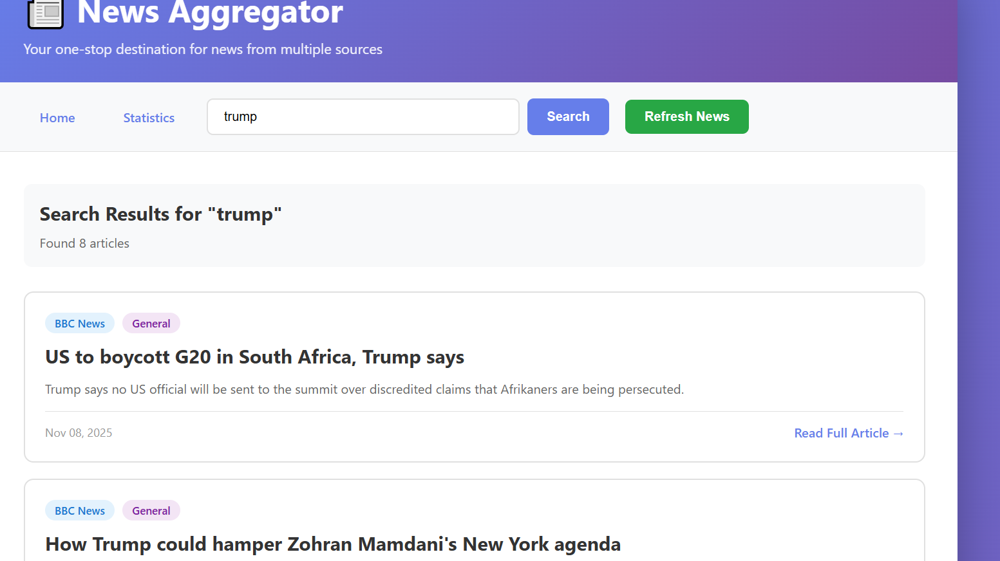 News Aggregator
Your one-stop destination for news from multiple sources
Home Statistics trump Search Refresh News
Search Results for "trump"
Found 8 articles
BBC News General
US to boycott G20 in South Africa, Trump says
Trump says no US official will be sent to the summit over discredited claims that Afrikaners are being persecuted.
Nov 08, 2025 Read Full Article →
BBC News General
How Trump could hamper Zohran Mamdani's New York agenda